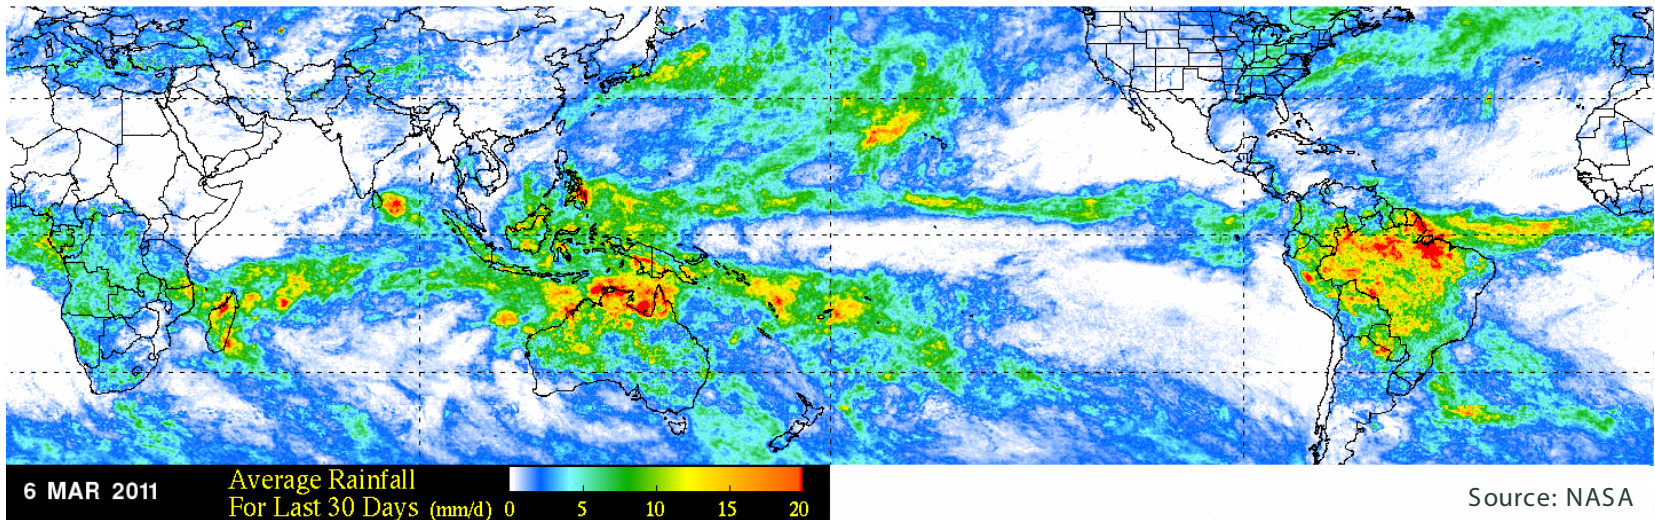 6 MAR 2011
Average Rainfall
For Last 30 Days (mm/d) 0 5 10 15 20
Source: NASA